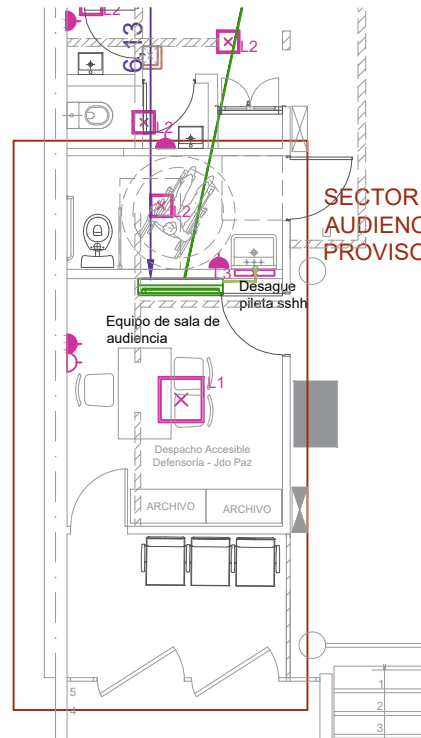 L2
6.13
L2
L2
L2
SECTOR
AUDIENC
PROVISO
L3
Desague
pileta sshh
Equipo de sala de
audiencia
L1
Despacho Accesible
Defensoría - Jdo Paz
ARCHIVO
ARCHIVO
5
4
1
2
3